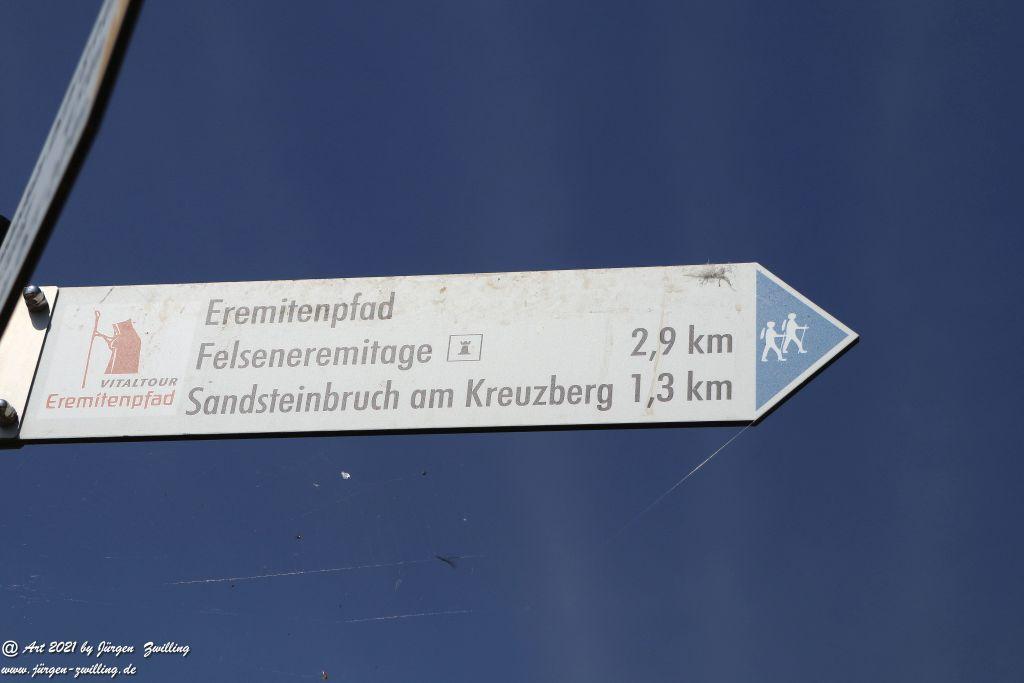 Eremitenpfad
Felseneremitage 2,9 km
Sandsteinbruch am Kreuzberg 1,3 km
VITALTOUR
Eremitenpfad
@ Art 2021 by Jürgen Zwilling
www.jürgen-zwilling.de